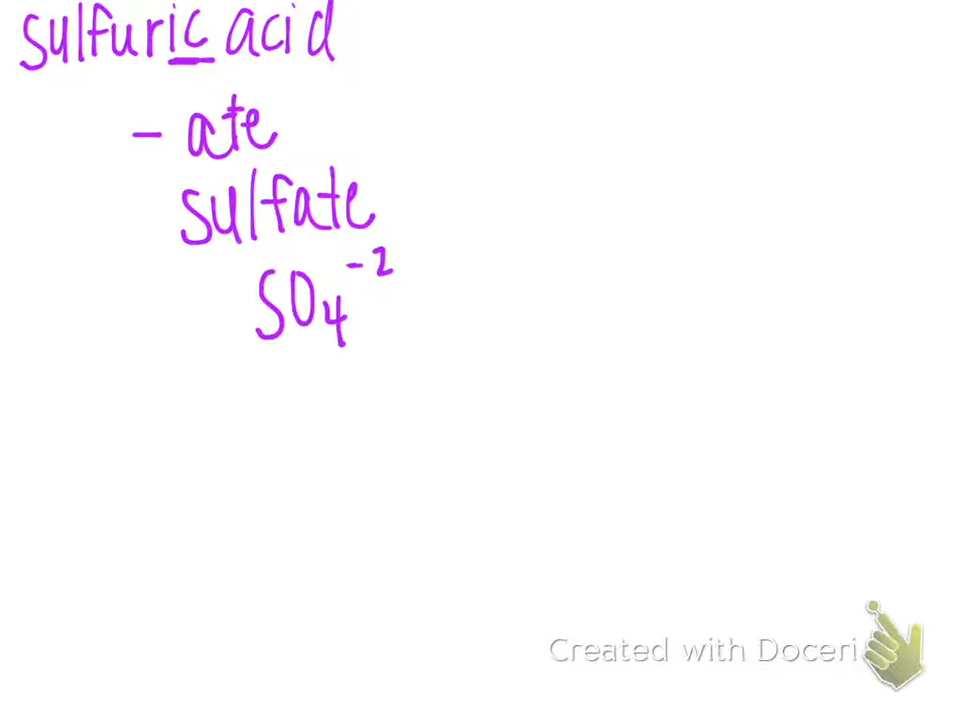 sulfuric acid
- ate
sulfate
SO₄⁻²
Created with Doceri